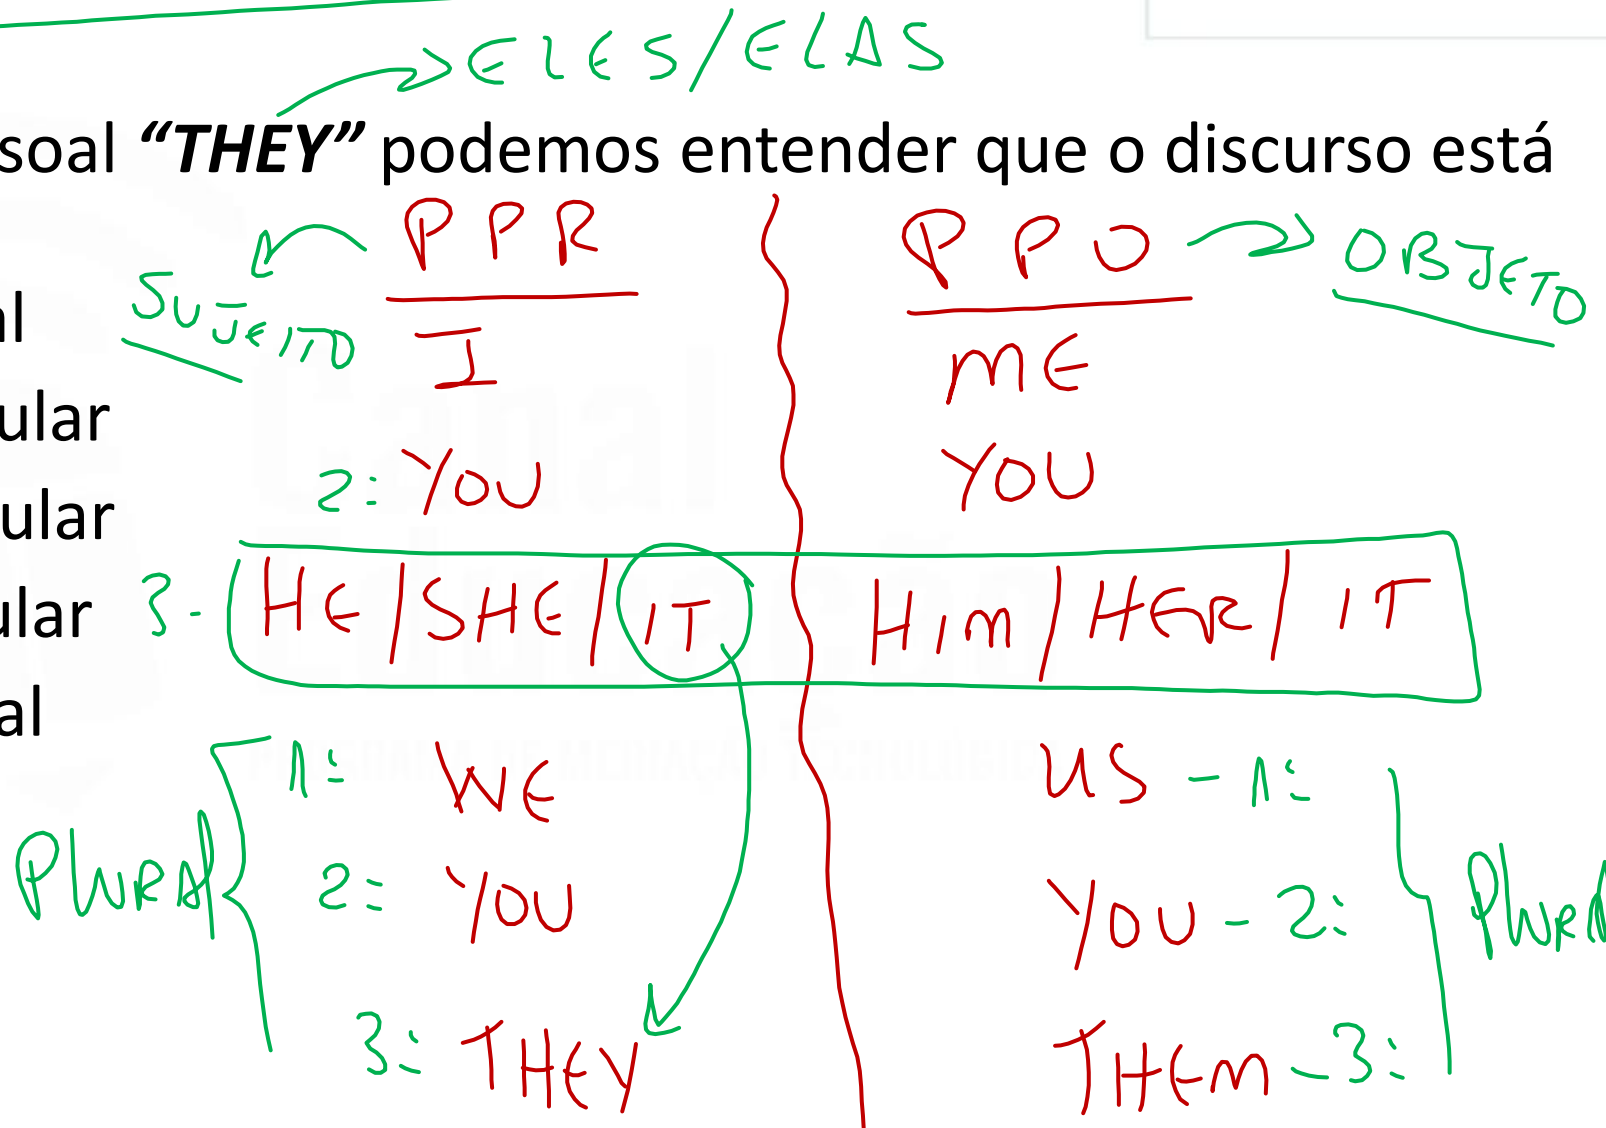 ELES/ELAS
soal “THEY” podemos entender que o discurso está
PPR PPO OBJETO
SUJEITO
al I ME
ular
2: YOU YOU
ular
ular 3- HE/SHE/IT HIM/HER/IT
al
1: WE US - 1:
PLURAL 2: YOU YOU - 2: PLURA
3: THEY THEM - 3: